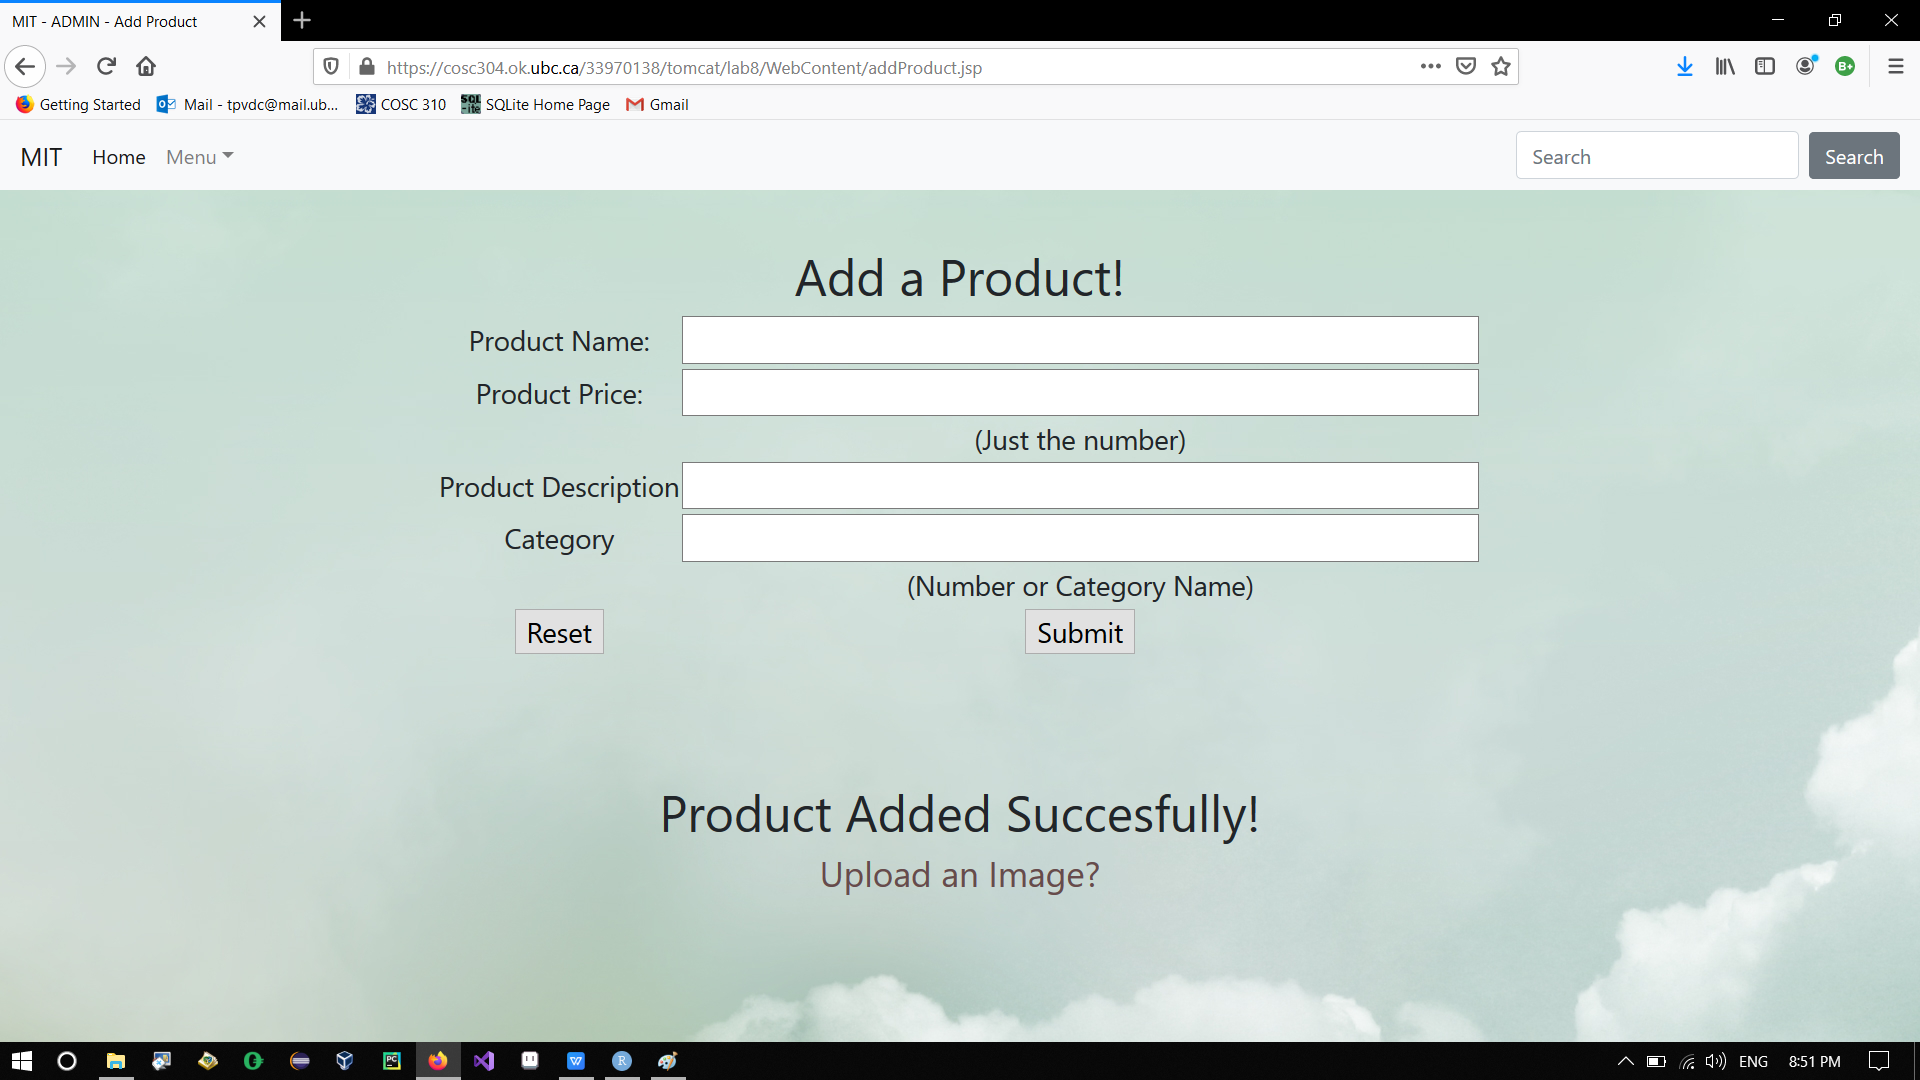 MIT - ADMIN - Add Product
https://cosc304.ok.ubc.ca/33970138/tomcat/lab8/WebContent/addProduct.jsp
B+
Getting Started Mail - tpvdc@mail.ub... COSC 310 SQLite Home Page Gmail
MIT Home Menu Search Search
Add a Product!
Product Name:
Product Price:
(Just the number)
Product Description
Category
(Number or Category Name)
Reset Submit
Product Added Succesfully!
Upload an Image?
PC W R ENG 8:51 PM